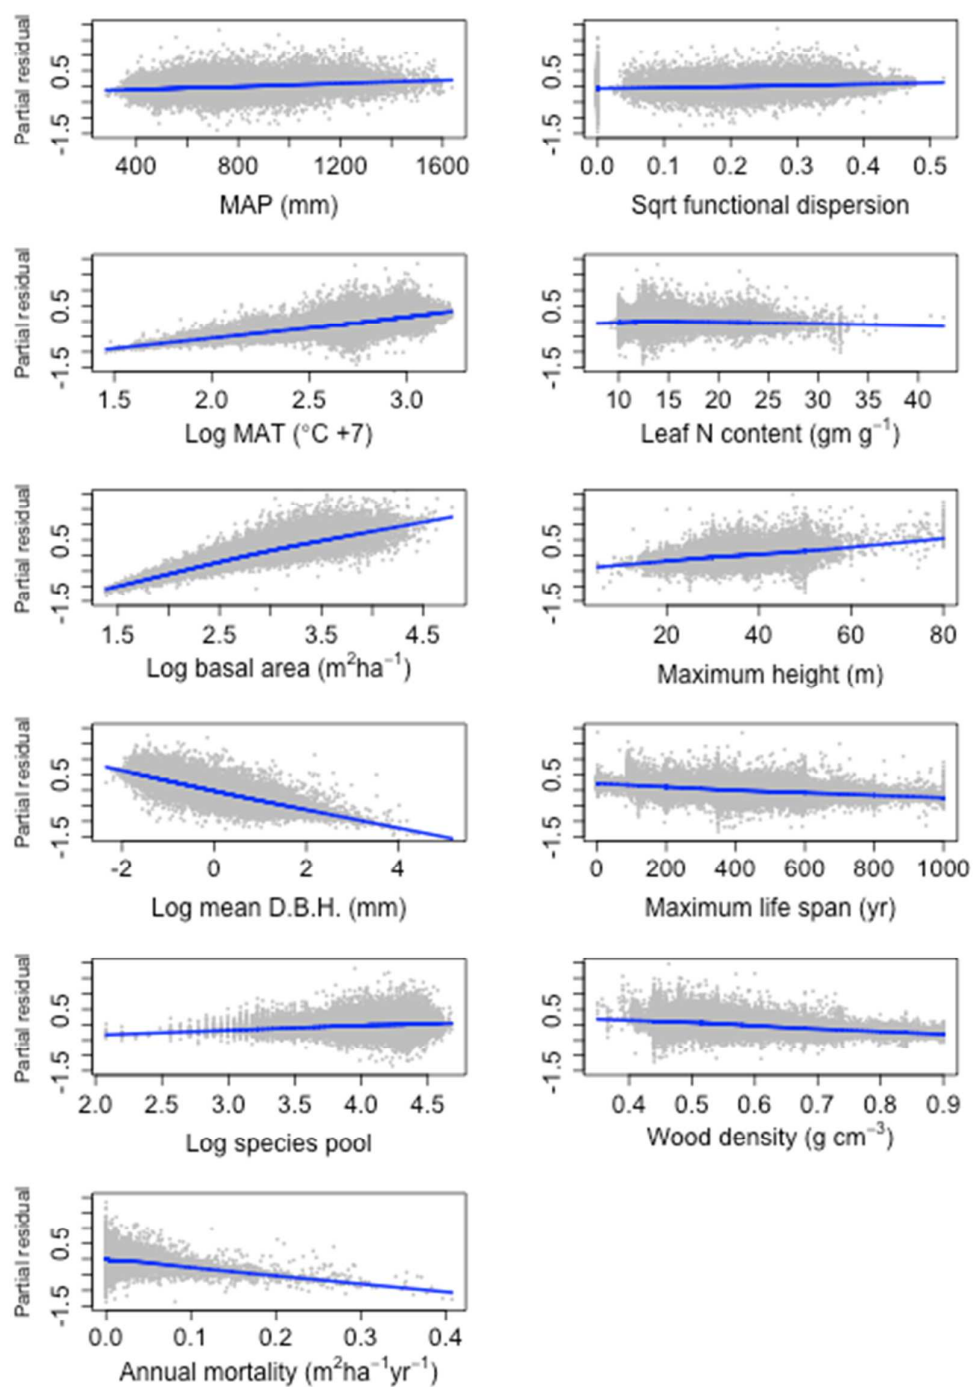 Partial residual
0.5
-1.5
400 800 1200 1600
MAP (mm)
0.5
-1.5
0.0 0.1 0.2 0.3 0.4 0.5
Sqrt functional dispersion
Partial residual
0.5
-1.5
1.5 2.0 2.5 3.0
Log MAT (°C +7)
0.5
-1.5
10 15 20 25 30 35 40
Leaf N content (gm g⁻¹)
Partial residual
0.5
-1.5
1.5 2.5 3.5 4.5
Log basal area (m²ha⁻¹)
0.5
-1.5
20 40 60 80
Maximum height (m)
Partial residual
0.5
-1.5
-2 0 2 4
Log mean D.B.H. (mm)
0.5
-1.5
0 200 400 600 800 1000
Maximum life span (yr)
Partial residual
0.5
-1.5
2.0 2.5 3.0 3.5 4.0 4.5
Log species pool
0.5
-1.5
0.4 0.5 0.6 0.7 0.8 0.9
Wood density (g cm⁻³)
Partial residual
0.5
-1.5
0.0 0.1 0.2 0.3 0.4
Annual mortality (m²ha⁻¹yr⁻¹)